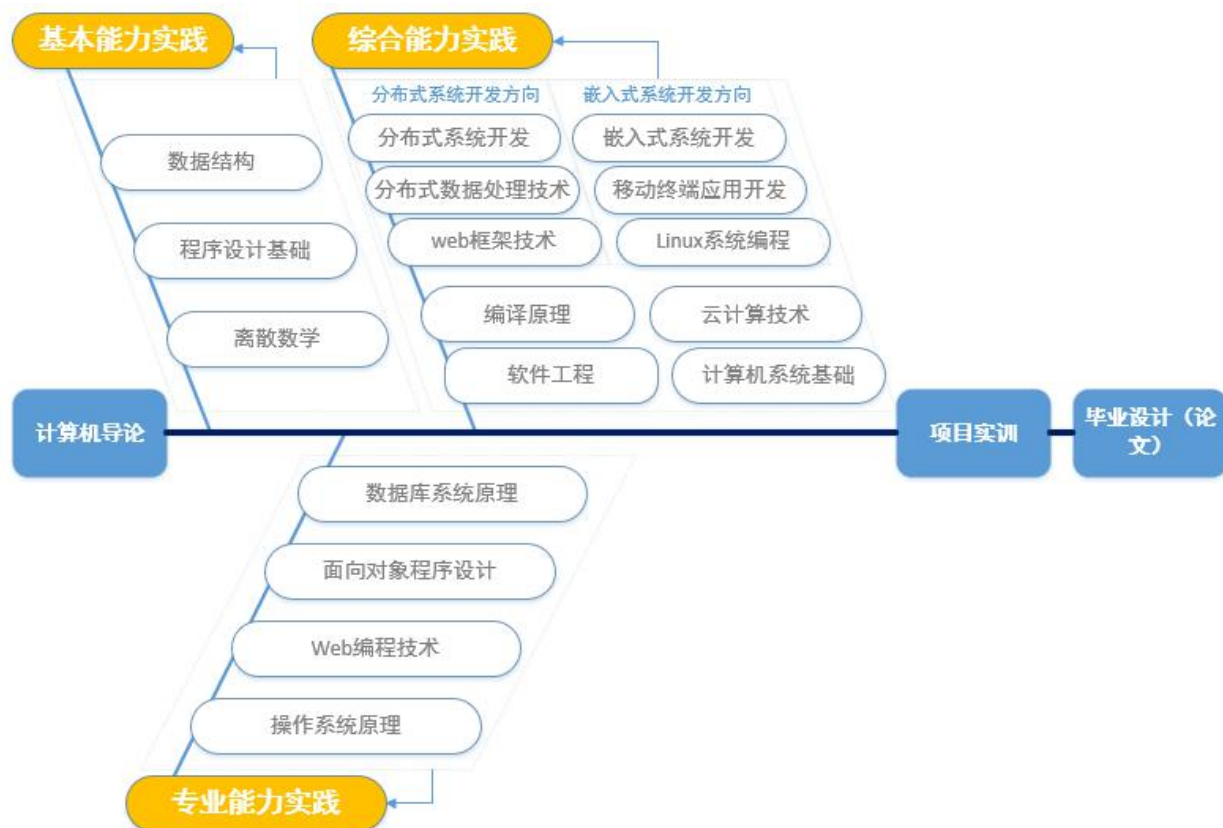 基本能力实践
综合能力实践
分布式系统开发方向
嵌入式系统开发方向
数据结构
程序设计基础
离散数学
分布式系统开发
嵌入式系统开发
分布式数据处理技术
移动终端应用开发
web框架技术
Linux系统编程
编译原理
云计算技术
软件工程
计算机系统基础
计算机导论
项目实训
毕业设计（论
文）
数据库系统原理
面向对象程序设计
Web编程技术
操作系统原理
专业能力实践